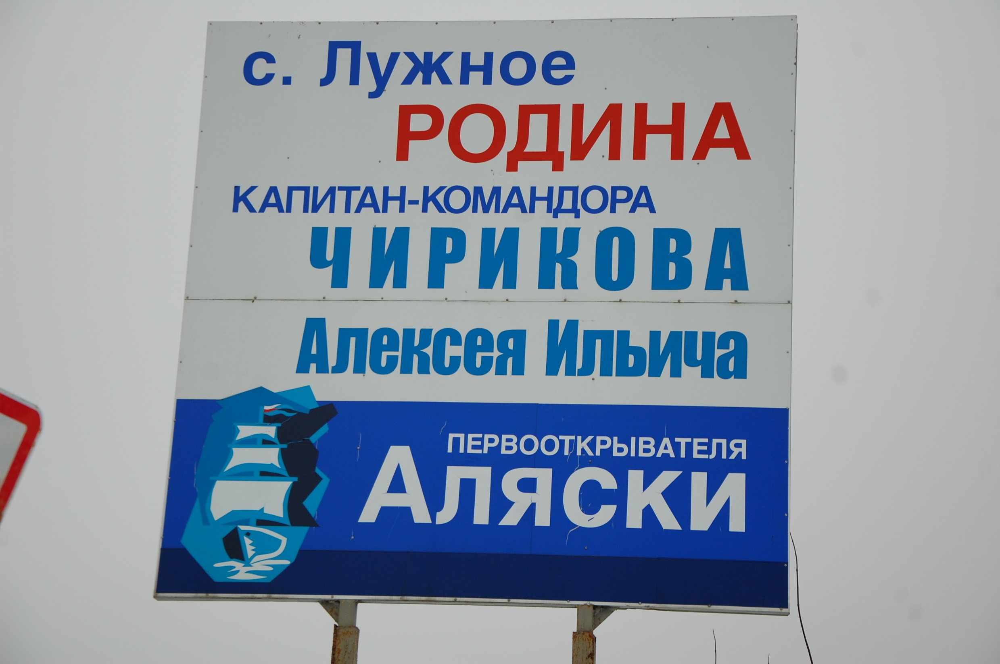 с. Лужное
РОДИНА
КАПИТАН-КОМАНДОРА
ЧИРИКОВА
Алексея Ильича
ПЕРВООТКРЫВАТЕЛЯ
Аляски